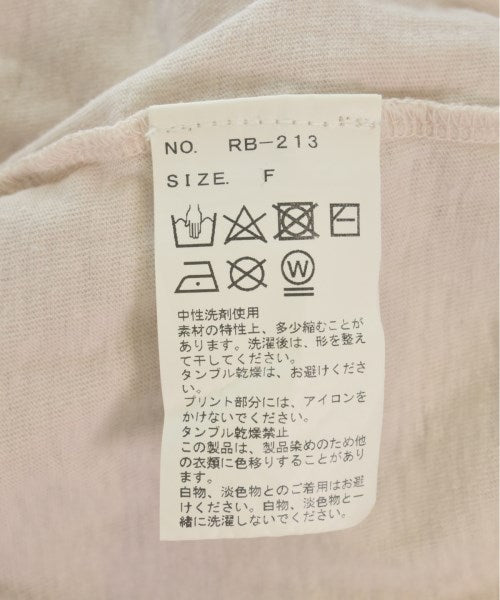 NO. RB-213
SIZE. F
W
中性洗剤使用
素材の特性上、多少縮むことが
あります。洗濯後は、形を整え
て干してください。
タンブル乾燥は、お避けくださ
い。
プリント部分には、アイロンを
かけないでください。
タンブル乾燥禁止
この製品は、製品染めのため他
の衣類に色移りすることがあり
ます。
白物、淡色物とのご着用はお避
けください。白物、淡色物と一
緒に洗濯しないでください。